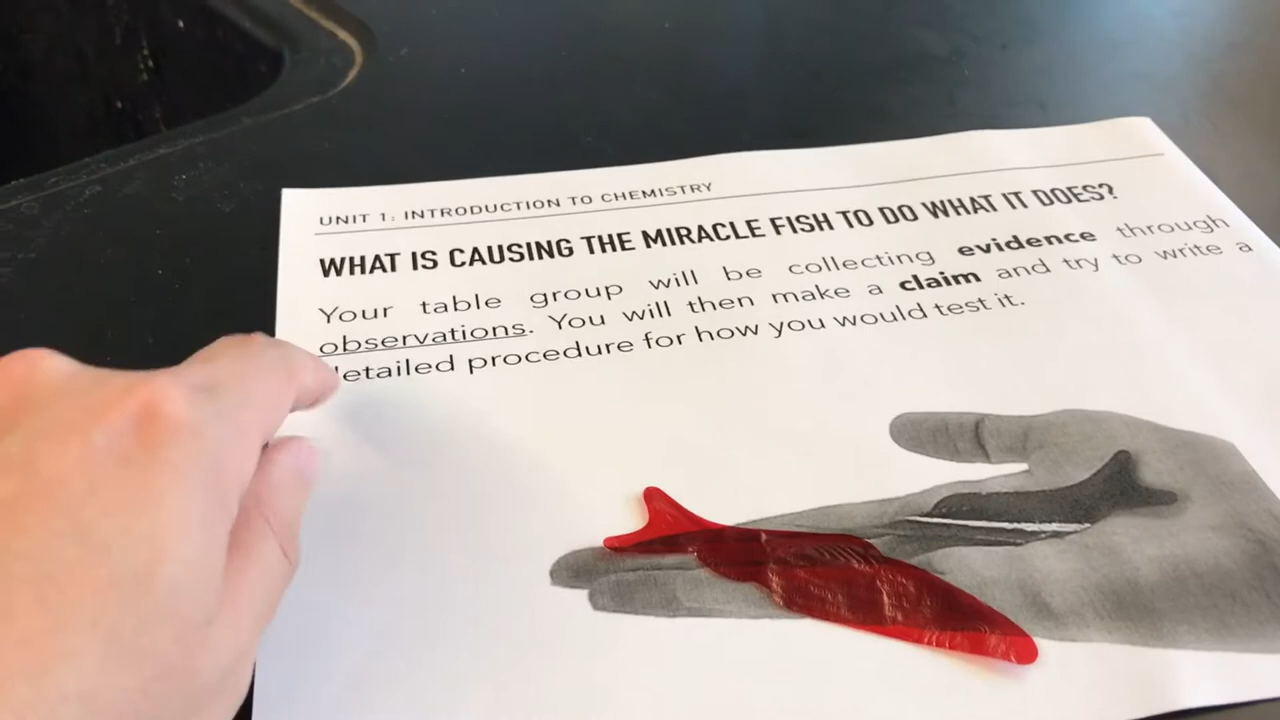 UNIT 1: INTRODUCTION TO CHEMISTRY
WHAT IS CAUSING THE MIRACLE FISH TO DO WHAT IT DOES?
Your table group will be collecting evidence through
observations. You will then make a claim and try to write a
detailed procedure for how you would test it.